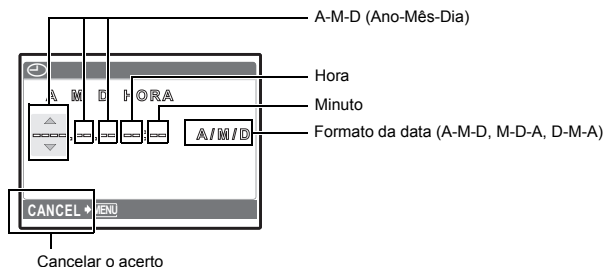 A-M-D (Ano-Mês-Dia)
Hora
Minuto
Formato da data (A-M-D, M-D-A, D-M-A)
A M D HORA
----.--.-- --:-- A/M/D
CANCEL MENU
Cancelar o acerto